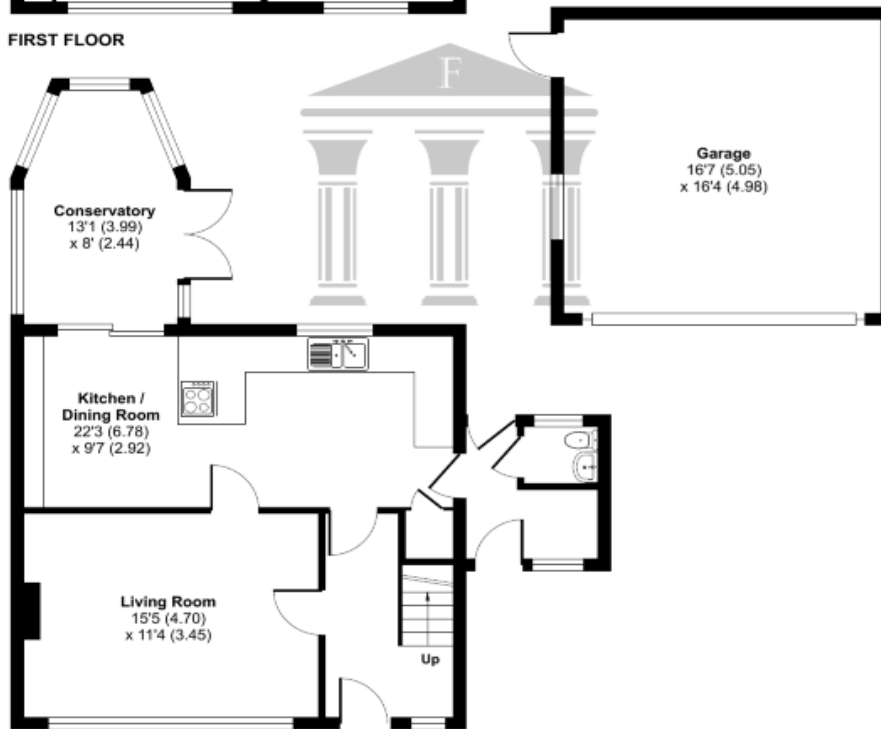 FIRST FLOOR
F
Garage
16'7 (5.05)
x 16'4 (4.98)
Conservatory
13'1 (3.99)
x 8' (2.44)
Kitchen /
Dining Room
22'3 (6.78)
x 9'7 (2.92)
Living Room
15'5 (4.70)
x 11'4 (3.45)
Up